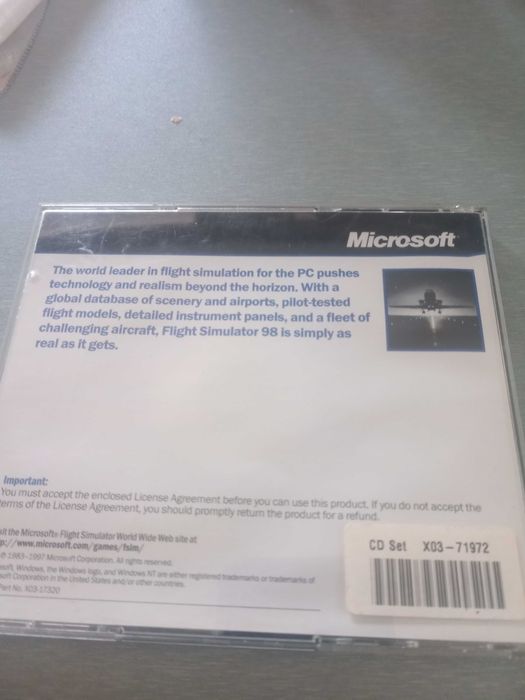 Microsoft
The world leader in flight simulation for the PC pushes
technology and realism beyond the horizon. With a
global database of scenery and airports, pilot-tested
flight models, detailed instrument panels, and a fleet of
challenging aircraft, Flight Simulator 98 is simply as
real as it gets.
Important:
You must accept the enclosed License Agreement before you can use this product. If you do not accept the
terms of the License Agreement, you should promptly return the product for a refund.
the Microsoft® Flight Simulator World Wide Web site at
://www.microsoft.com/games/fsim/
© 1983-1997 Microsoft Corporation. All rights reserved.
Windows, the Windows logo, and Windows NT are either registered trademarks or trademarks of
Corporation in the United States and/or other countries.
Part No. X03-17320
CD Set X03-71972